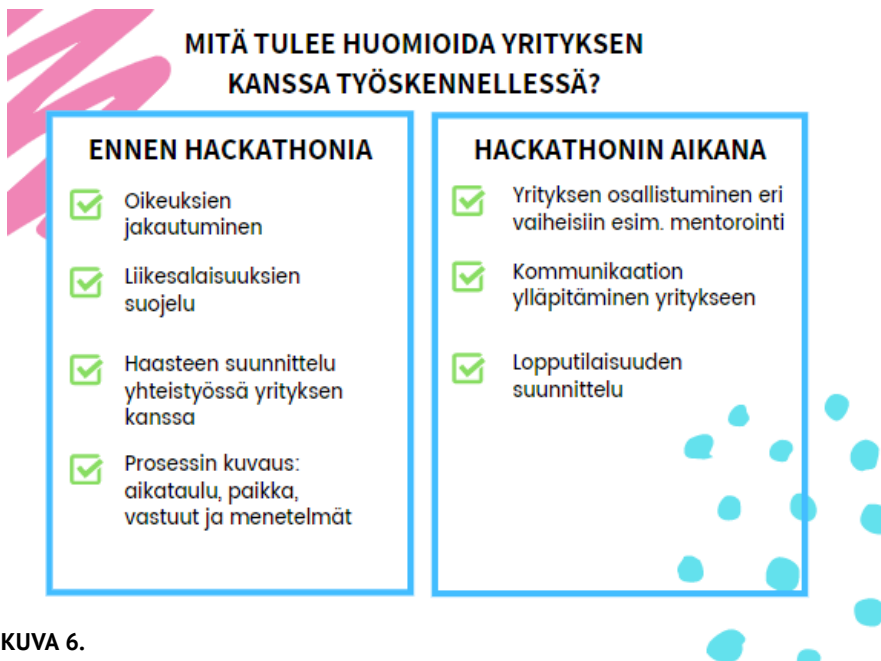 MITÄ TULEE HUOMIOIDA YRITYKSEN
KANSSA TYÖSKENNELLESSÄ?
ENNEN HACKATHONIA
Oikeuksien
jakautuminen
Liikesalaisuuksien
suojelu
Haasteen suunnittelu
yhteistyössä yrityksen
kanssa
Prosessin kuvaus:
aikataulu, paikka,
vastuut ja menetelmät
HACKATHONIN AIKANA
Yrityksen osallistuminen eri
vaiheisiin esim. mentorointi
Kommunikaation
ylläpitäminen yritykseen
Lopputilaisuuden
suunnittelu
KUVA 6.